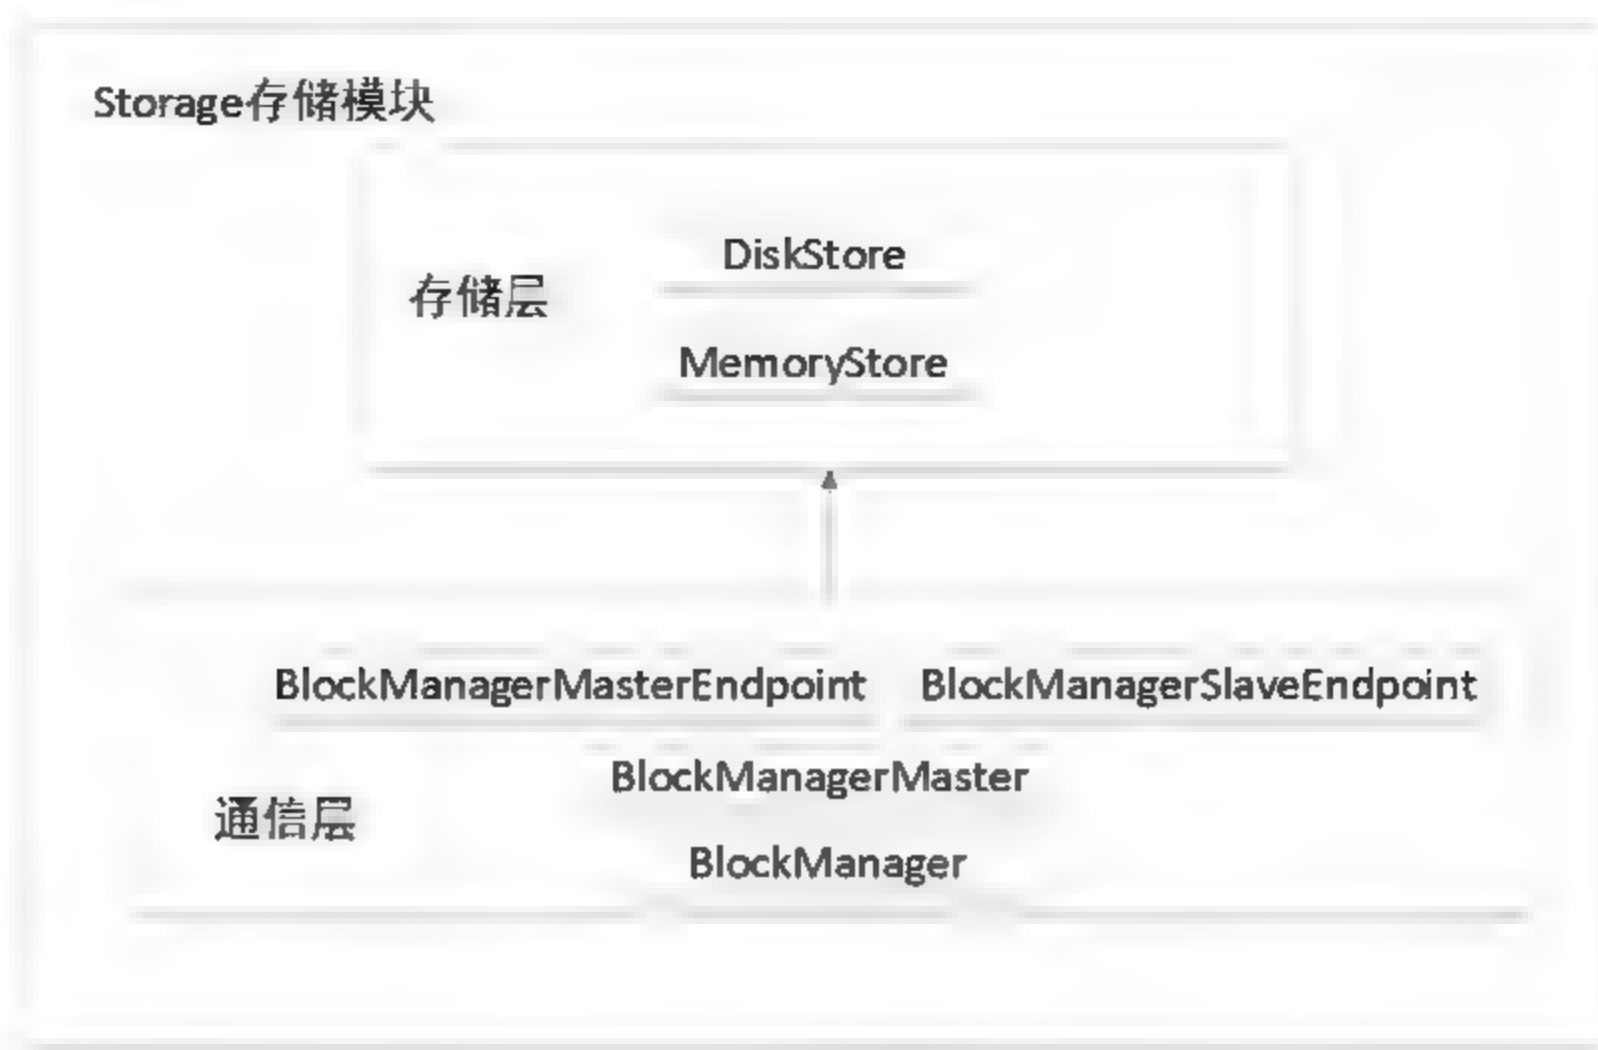 Storage存储模块
DiskStore
存储层
MemoryStore
BlockManagerMasterEndpoint
BlockManagerSlaveEndpoint
BlockManagerMaster
通信层
BlockManager